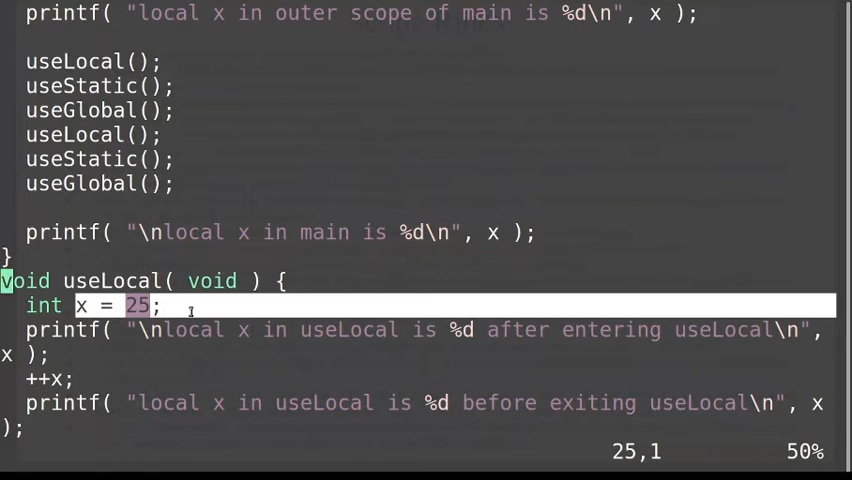 printf( "local x in outer scope of main is %d\n", x );
useLocal();
useStatic();
useGlobal();
useLocal();
useStatic();
useGlobal();
printf( "\nlocal x in main is %d\n", x );
}
void useLocal( void ) {
int x = 25;
printf( "\nlocal x in useLocal is %d after entering useLocal\n",
x );
++x;
printf( "local x in useLocal is %d before exiting useLocal\n", x
);
25,1 50%